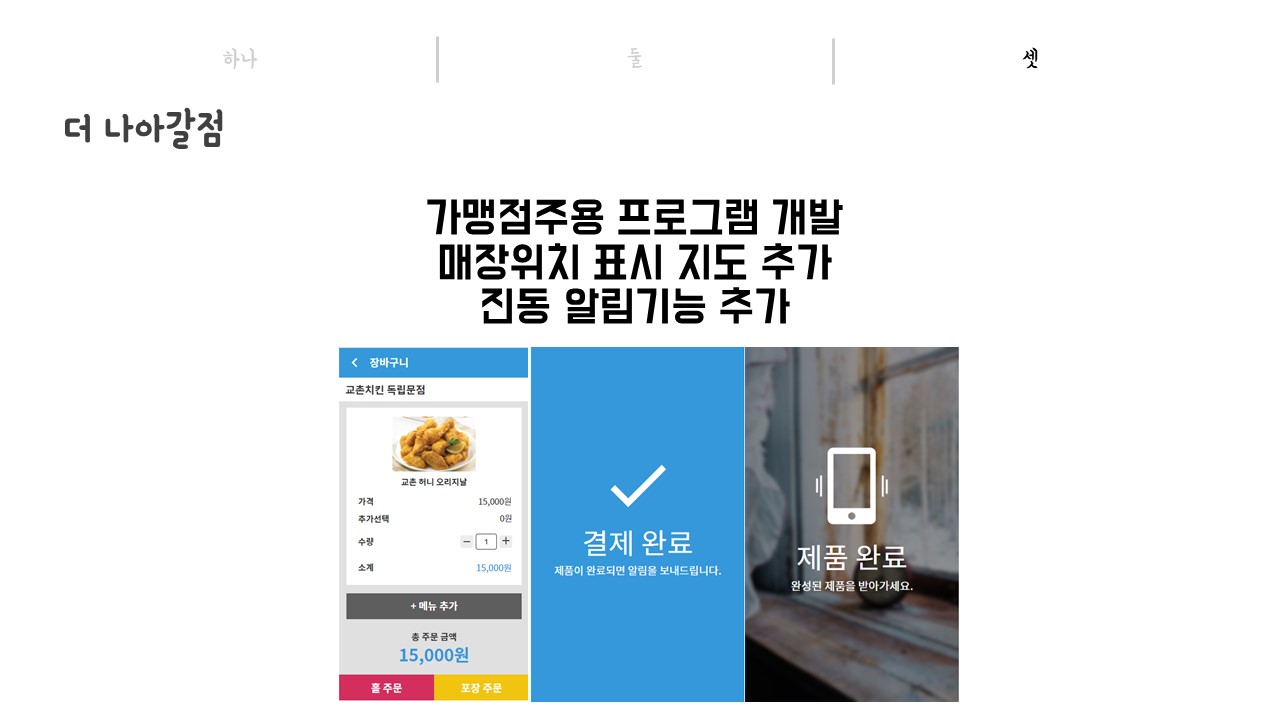 하나
둘
셋
더 나아갈점
가맹점주용 프로그램 개발
매장위치 표시 지도 추가
진동 알림기능 추가
장바구니
교촌치킨 독립문점
교촌 허니 오리지날
가격 15,000원
추가선택 0원
수량 − 1 +
소계 15,000원
+ 메뉴 추가
총 주문 금액
15,000원
홀 주문 포장 주문
결제 완료
제품이 완료되면 알림을 보내드립니다.
제품 완료
완성된 제품을 받아가세요.